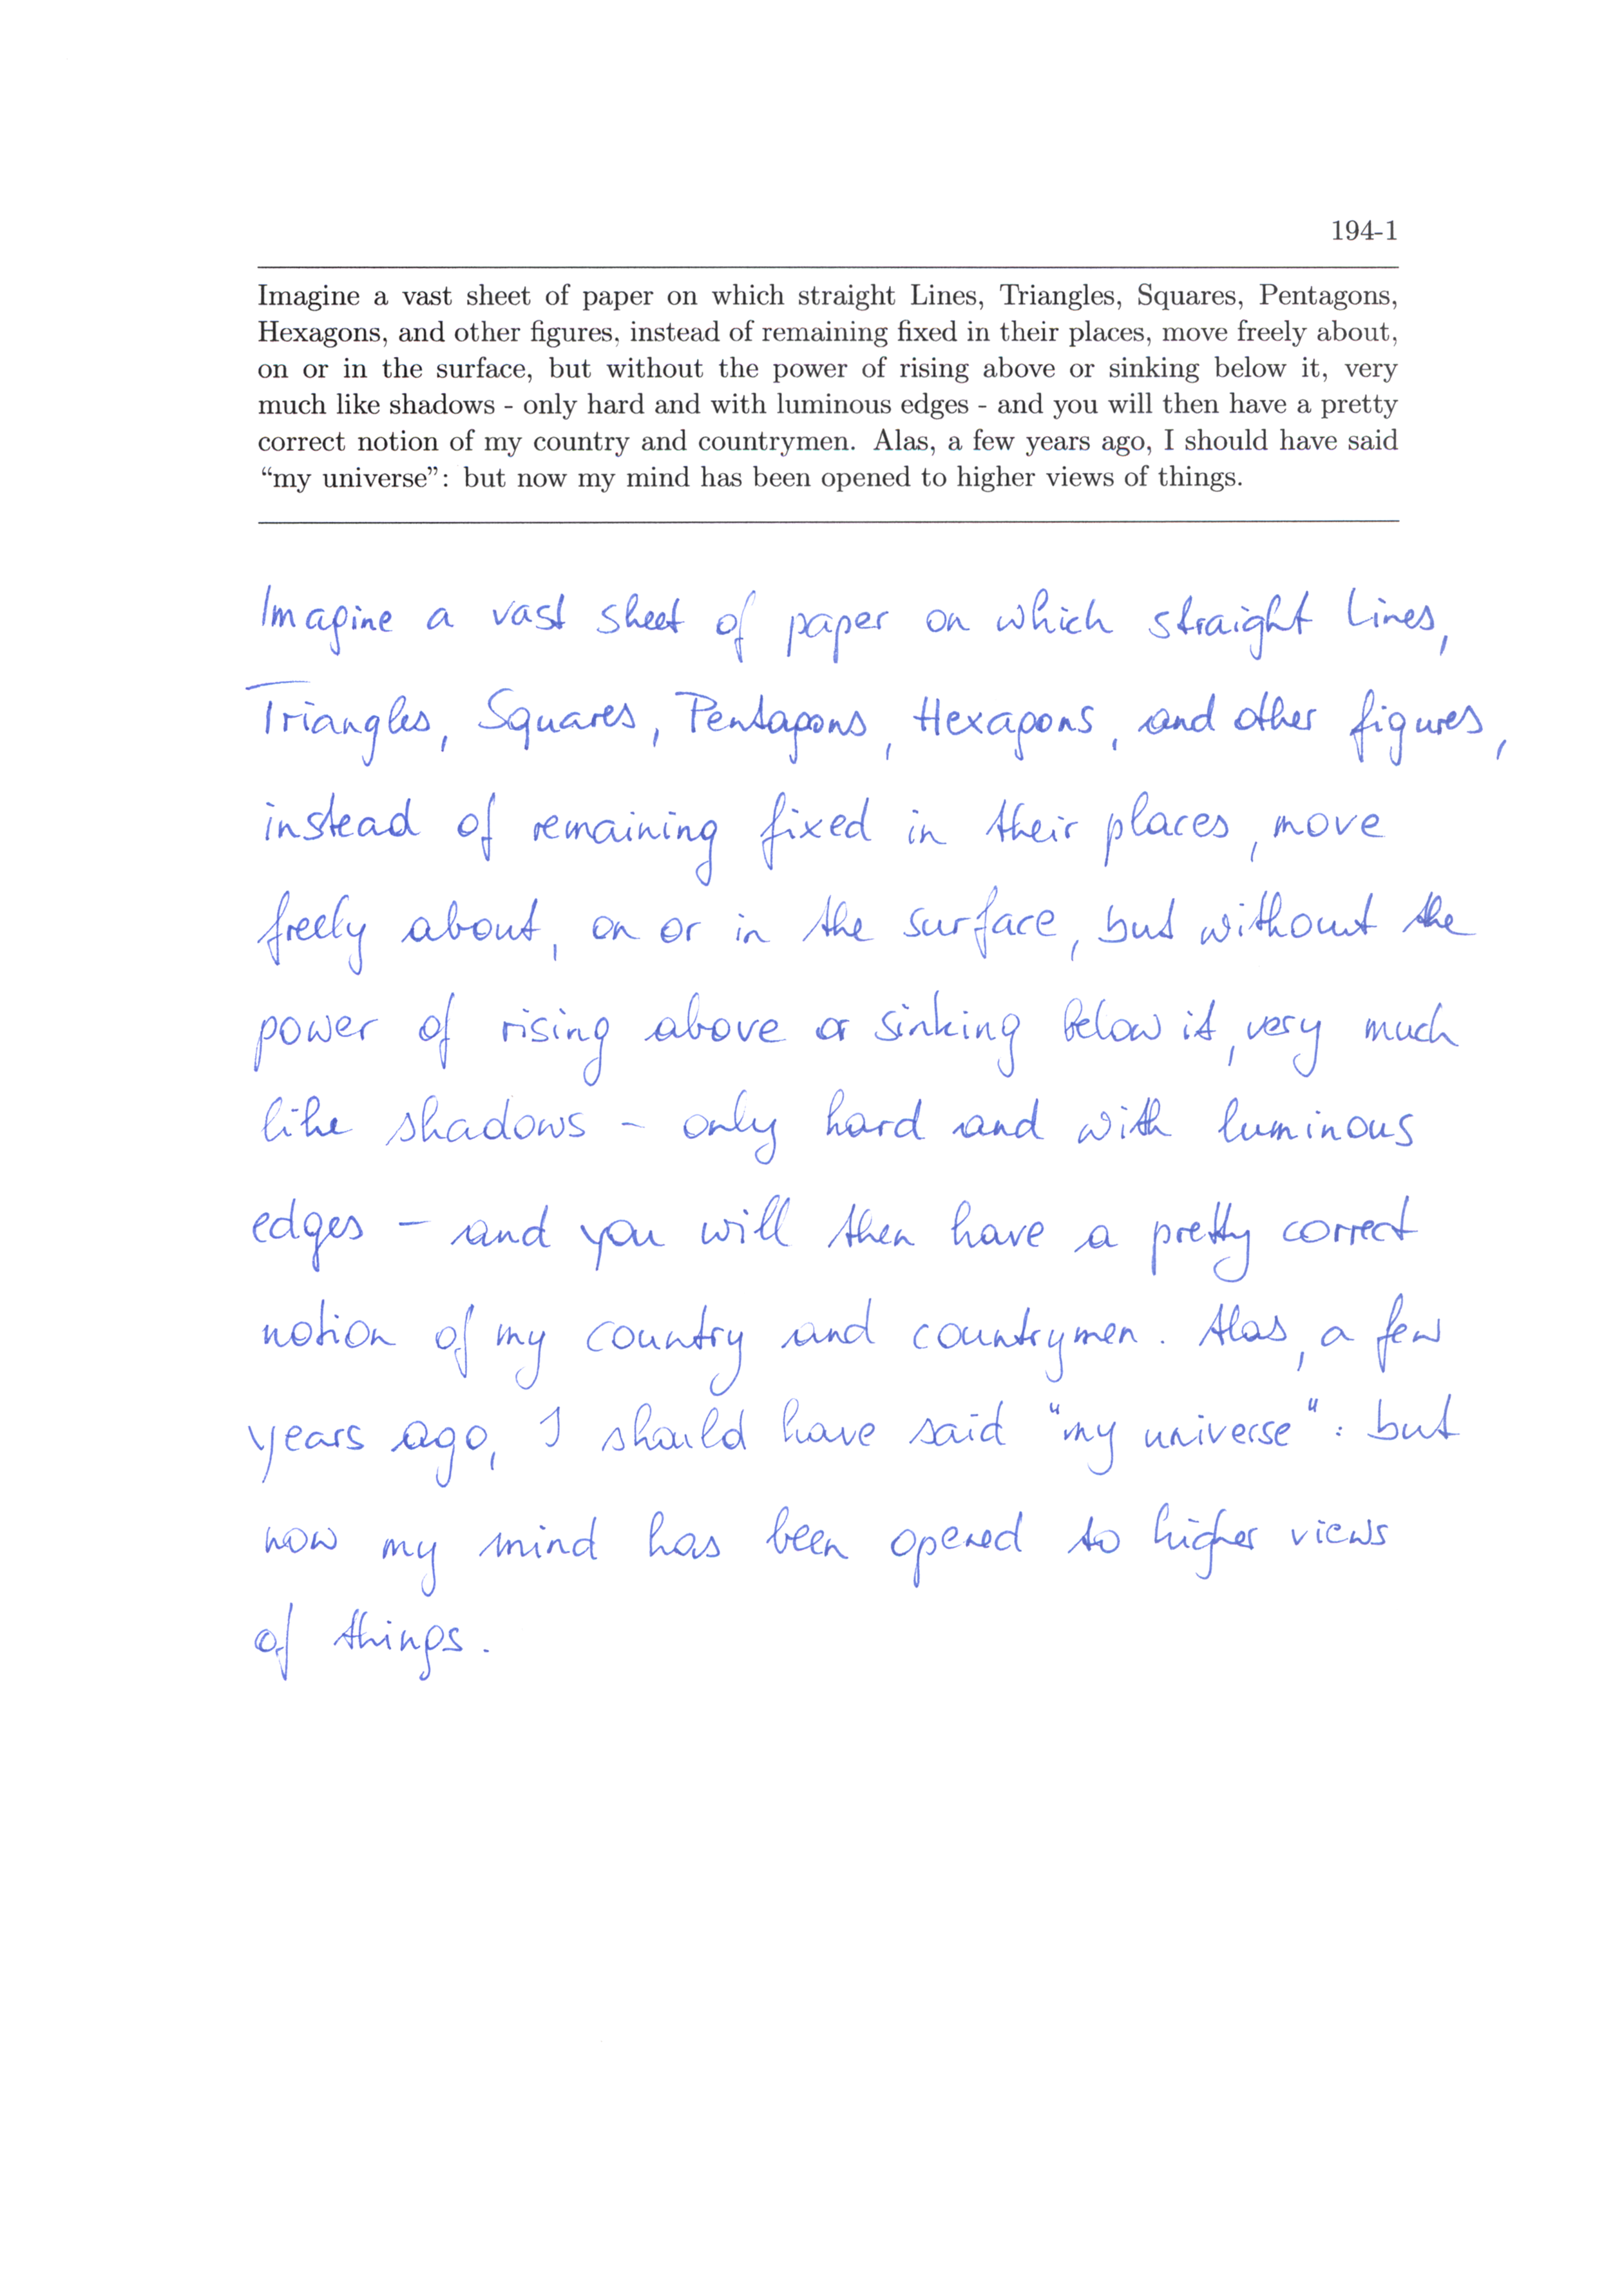 194-1
Imagine a vast sheet of paper on which straight Lines, Triangles, Squares, Pentagons,
Hexagons, and other figures, instead of remaining fixed in their places, move freely about,
on or in the surface, but without the power of rising above or sinking below it, very
much like shadows - only hard and with luminous edges - and you will then have a pretty
correct notion of my country and countrymen. Alas, a few years ago, I should have said
“my universe”: but now my mind has been opened to higher views of things.
Imagine a vast sheet of paper on which straight Lines,
Triangles, Squares, Pentagons, Hexagons, and other figures,
instead of remaining fixed in their places, move
freely about, on or in the surface, but without the
power of rising above or sinking below it, very much
like shadows - only hard and with luminous
edges - and you will then have a pretty correct
notion of my country and countrymen. Alas, a few
years ago, I should have said "my universe": but
now my mind has been opened to higher views
of things.